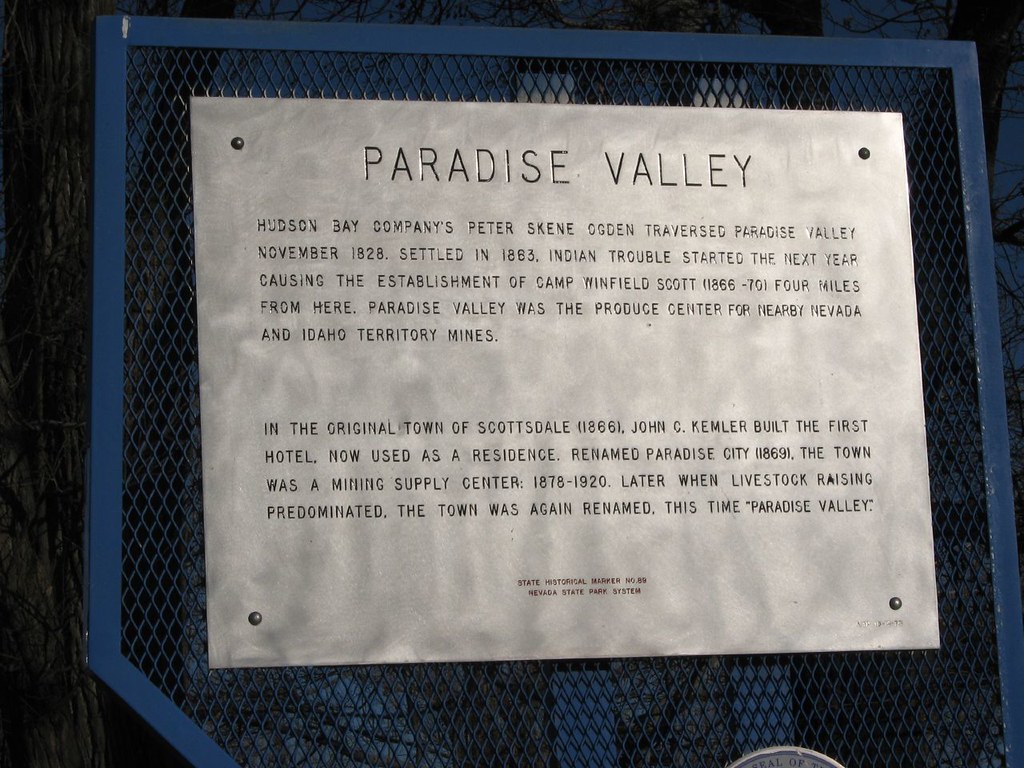 PARADISE VALLEY
HUDSON BAY COMPANY'S PETER SKENE OGDEN TRAVERSED PARADISE VALLEY
NOVEMBER 1828. SETTLED IN 1863, INDIAN TROUBLE STARTED THE NEXT YEAR
CAUSING THE ESTABLISHMENT OF CAMP WINFIELD SCOTT (1866 -70) FOUR MILES
FROM HERE. PARADISE VALLEY WAS THE PRODUCE CENTER FOR NEARBY NEVADA
AND IDAHO TERRITORY MINES.
IN THE ORIGINAL TOWN OF SCOTTSDALE (1866), JOHN C. KEMLER BUILT THE FIRST
HOTEL, NOW USED AS A RESIDENCE. RENAMED PARADISE CITY (1869), THE TOWN
WAS A MINING SUPPLY CENTER: 1878-1920. LATER WHEN LIVESTOCK RAISING
PREDOMINATED, THE TOWN WAS AGAIN RENAMED, THIS TIME "PARADISE VALLEY."
STATE HISTORICAL MARKER NO.89
NEVADA STATE PARK SYSTEM
SEAL OF